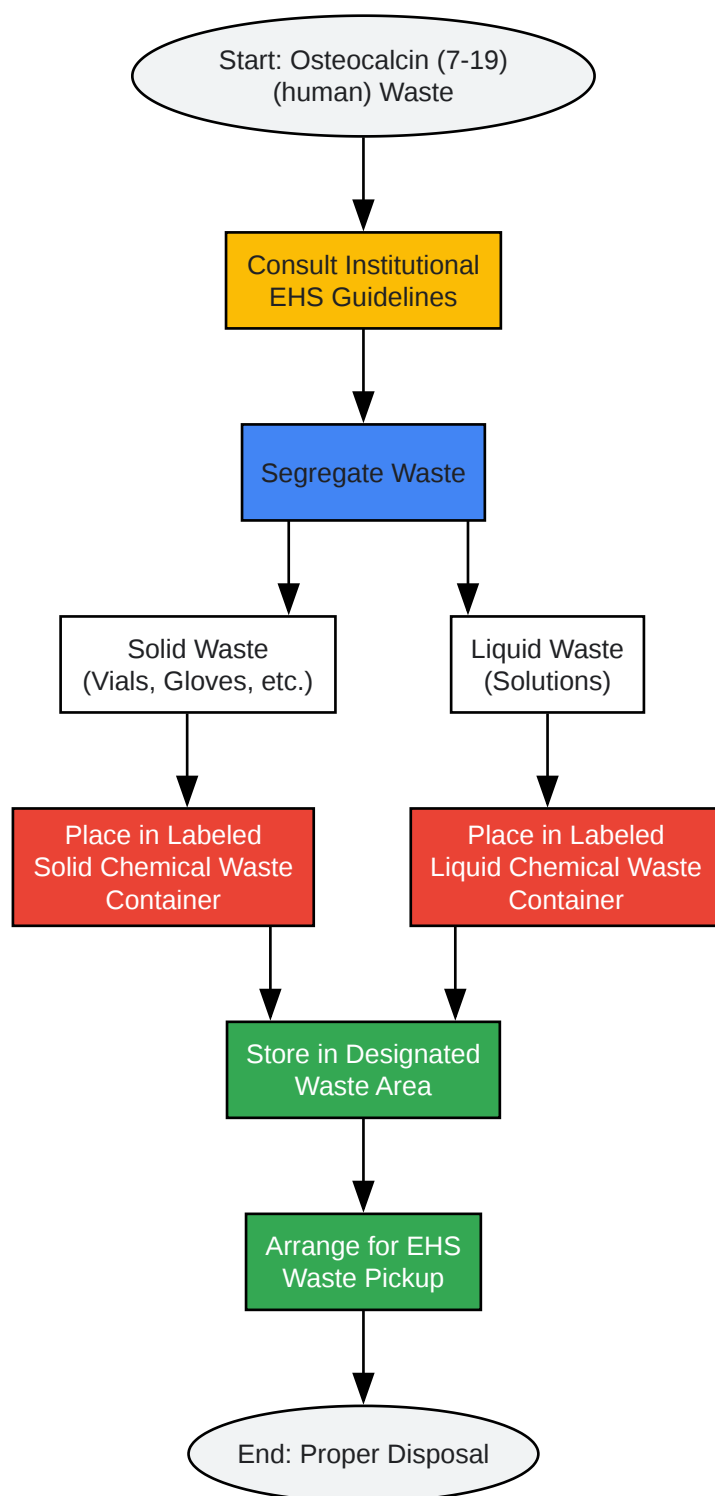 Start: Osteocalcin (7-19)
(human) Waste
Consult Institutional
EHS Guidelines
Segregate Waste
Solid Waste
(Vials, Gloves, etc.)
Liquid Waste
(Solutions)
Place in Labeled
Solid Chemical Waste
Container
Place in Labeled
Liquid Chemical Waste
Container
Store in Designated
Waste Area
Arrange for EHS
Waste Pickup
End: Proper Disposal